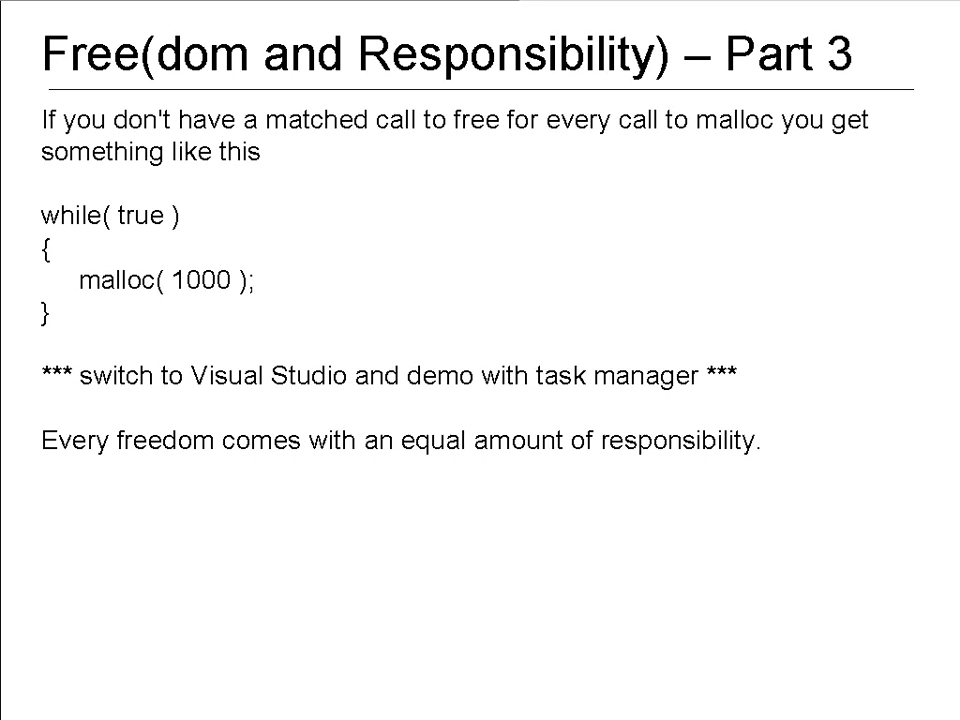 Free(dom and Responsibility) – Part 3
If you don't have a matched call to free for every call to malloc you get
something like this
while( true )
{
malloc( 1000 );
}
*** switch to Visual Studio and demo with task manager ***
Every freedom comes with an equal amount of responsibility.